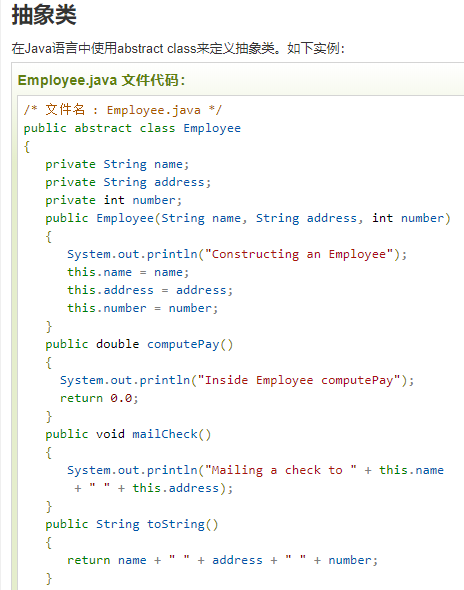 抽象类
在Java语言中使用abstract class来定义抽象类。如下实例：
Employee.java 文件代码：
/* 文件名 : Employee.java */
public abstract class Employee
{
   private String name;
   private String address;
   private int number;
   public Employee(String name, String address, int number)
   {
      System.out.println("Constructing an Employee");
      this.name = name;
      this.address = address;
      this.number = number;
   }
   public double computePay()
   {
     System.out.println("Inside Employee computePay");
     return 0.0;
   }
   public void mailCheck()
   {
      System.out.println("Mailing a check to " + this.name
       + " " + this.address);
   }
   public String toString()
   {
      return name + " " + address + " " + number;
   }